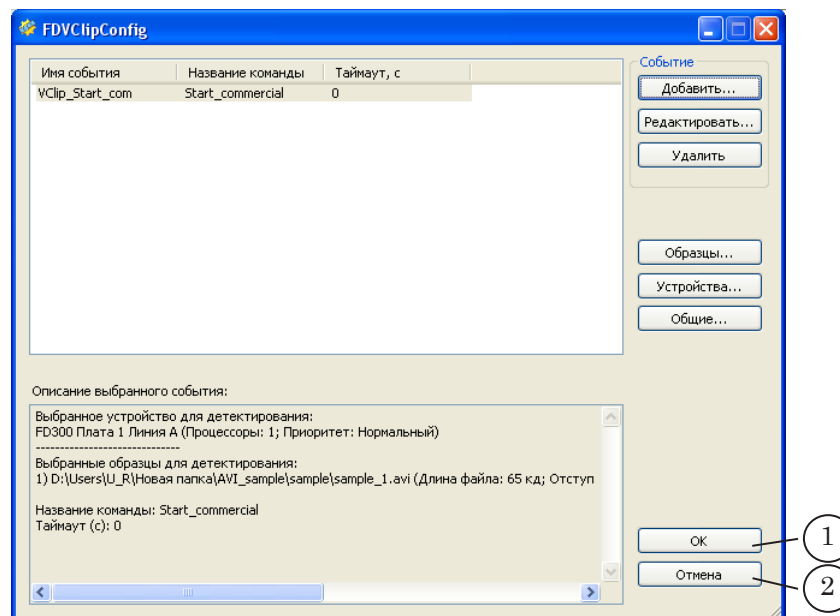 FDVClipConfig
Имя события Название команды Таймаут, с
VClip_Start_com Start_commercial 0
Событие
Добавить...
Редактировать...
Удалить
Образцы...
Устройства...
Общие...
Описание выбранного события:
Выбранное устройство для детектирования:
FD300 Плата 1 Линия А (Процессоры: 1; Приоритет: Нормальный)
------------------------------
Выбранные образцы для детектирования:
1) D:\Users\U_R\Новая папка\AVI_sample\sample\sample_1.avi (Длина файла: 65 кд; Отступ
Название команды: Start_commercial
Таймаут (с): 0
ОК
1
Отмена
2